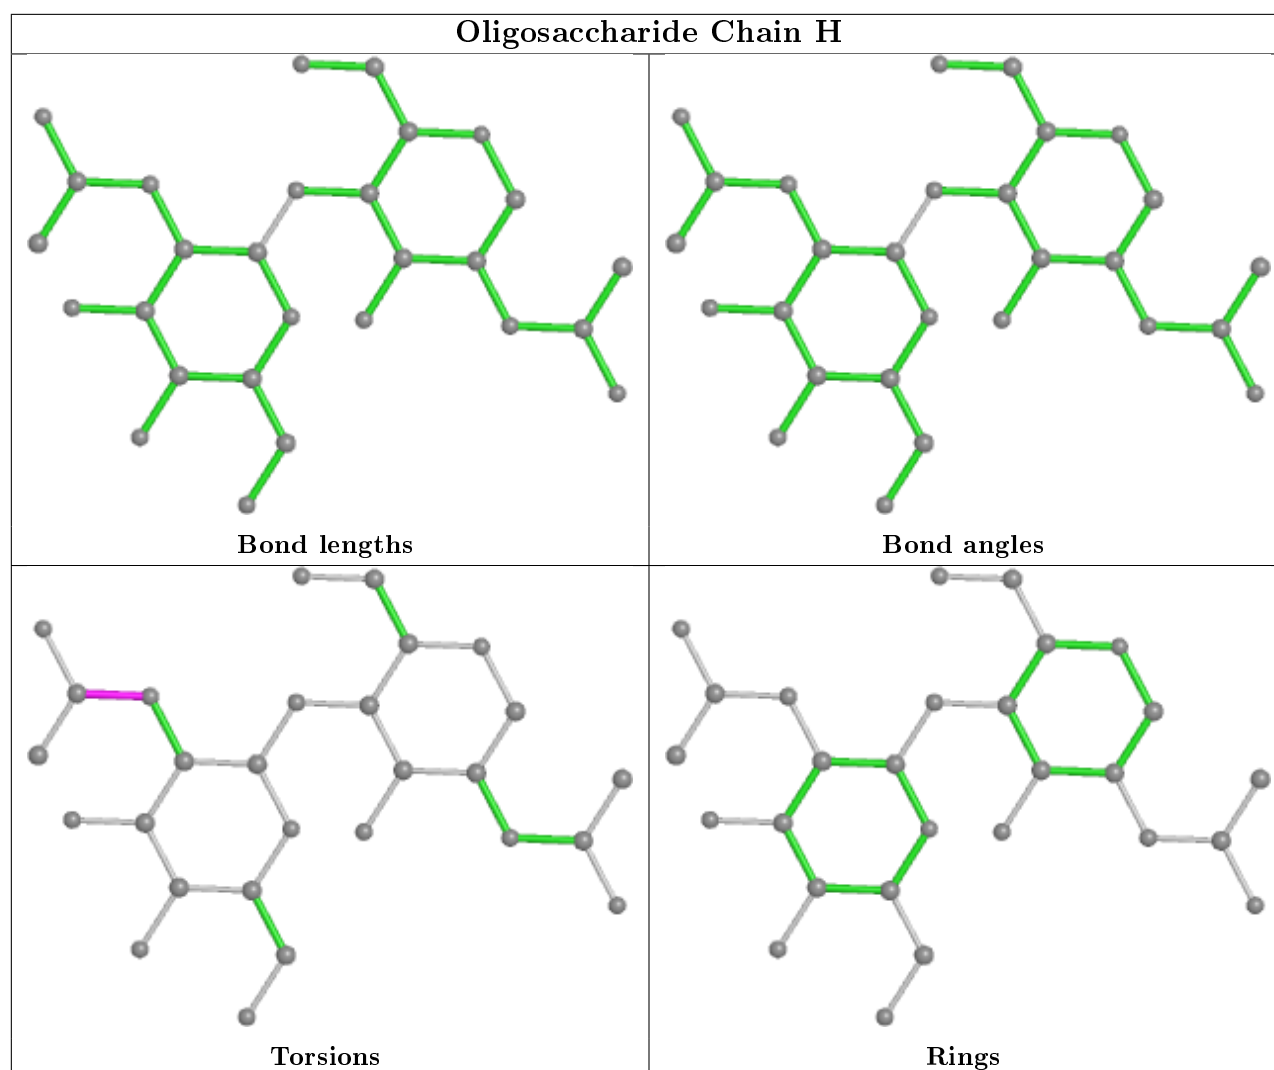 Oligosaccharide Chain H
Bond lengths
Bond angles
Torsions
Rings